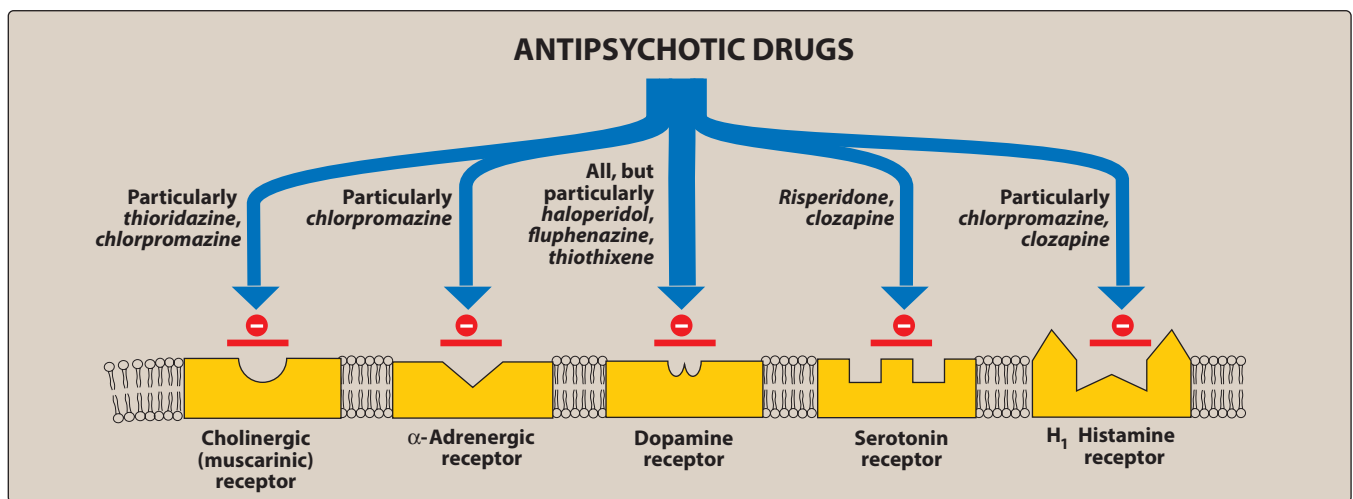 ANTIPSYCHOTIC DRUGS
Particularly
thioridazine,
chlorpromazine
Particularly
chlorpromazine
All, but
particularly
haloperidol,
fluphenazine,
thiothixene
Risperidone,
clozapine
Particularly
chlorpromazine,
clozapine
Cholinergic
(muscarinic)
receptor
α-Adrenergic
receptor
Dopamine
receptor
Serotonin
receptor
H₁ Histamine
receptor